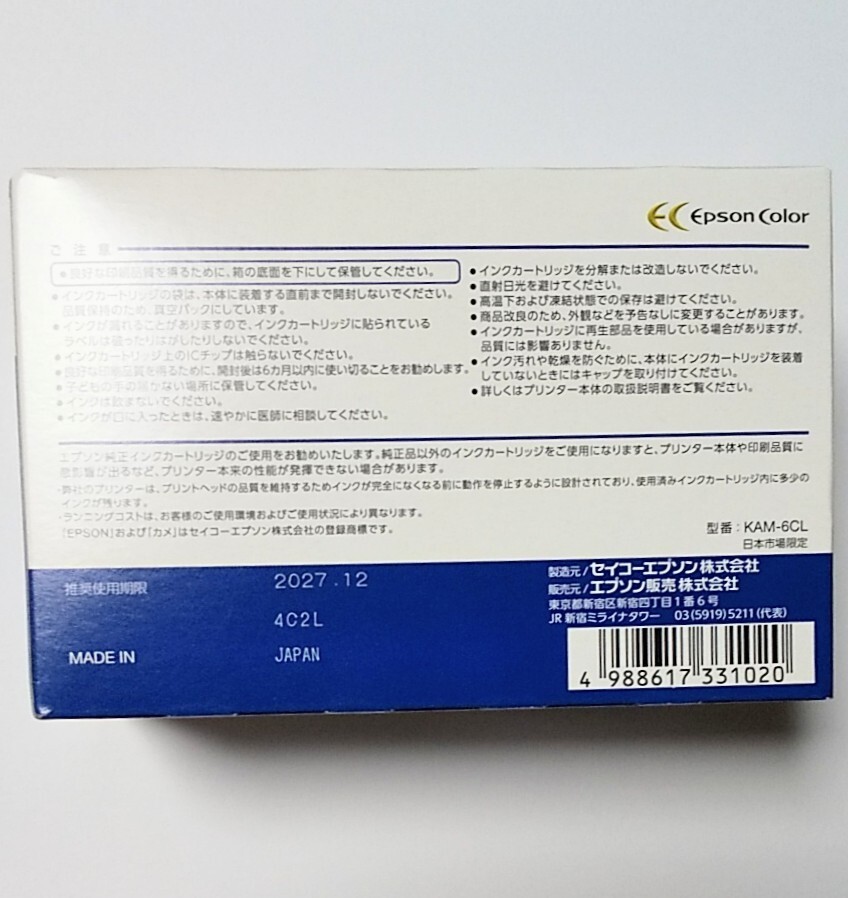 EC Epson Color
ご注意
●良好な印刷品質を得るために、箱の底面を下にして保管してください。
●インクカートリッジの袋は、本体に装着する直前まで開封しないでください。
品質保持のため、真空パックにしています。
●インクが漏れることがありますので、インクカートリッジに貼られている
ラベルは破ったりはがしたりしないでください。
●インクカートリッジ上のICチップは触らないでください。
●良好な印刷品質を得るために、開封後は6カ月以内に使い切ることをお勧めします。
●子どもの手の届かない場所に保管してください。
●インクは飲まないでください。
●インクが口に入ったときは、速やかに医師に相談してください。
●インクカートリッジを分解または改造しないでください。
●直射日光を避けてください。
●高温下および凍結状態での保存は避けてください。
●商品改良のため、外観などを予告なしに変更することがあります。
●インクカートリッジに再生部品を使用している場合がありますが、
品質には影響ありません。
●インク汚れや乾燥を防ぐために、本体にインクカートリッジを装着
していないときにはキャップを取り付けてください。
●詳しくはプリンター本体の取扱説明書をご覧ください。
エプソン純正インクカートリッジのご使用をお勧めいたします。純正品以外のインクカートリッジをご使用になりますと、プリンター本体や印刷品質に
悪影響が出るなど、プリンター本来の性能が発揮できない場合があります。
・弊社のプリンターは、プリントヘッドの品質を維持するためインクが完全になくなる前に動作を停止するように設計されており、使用済みインクカートリッジ内に多少の
インクが残ります。
・ランニングコストは、お客様のご使用環境およびご使用状況により異なります。
「EPSON」および「カメ」はセイコーエプソン株式会社の登録商標です。
型番：KAM-6CL
日本市場限定
推奨使用期限 2027.12
4C2L
MADE IN JAPAN
製造元/セイコーエプソン株式会社
販売元/エプソン販売株式会社
東京都新宿区新宿四丁目1番6号
JR新宿ミライナタワー 03(5919)5211(代表)
4 988617 331020